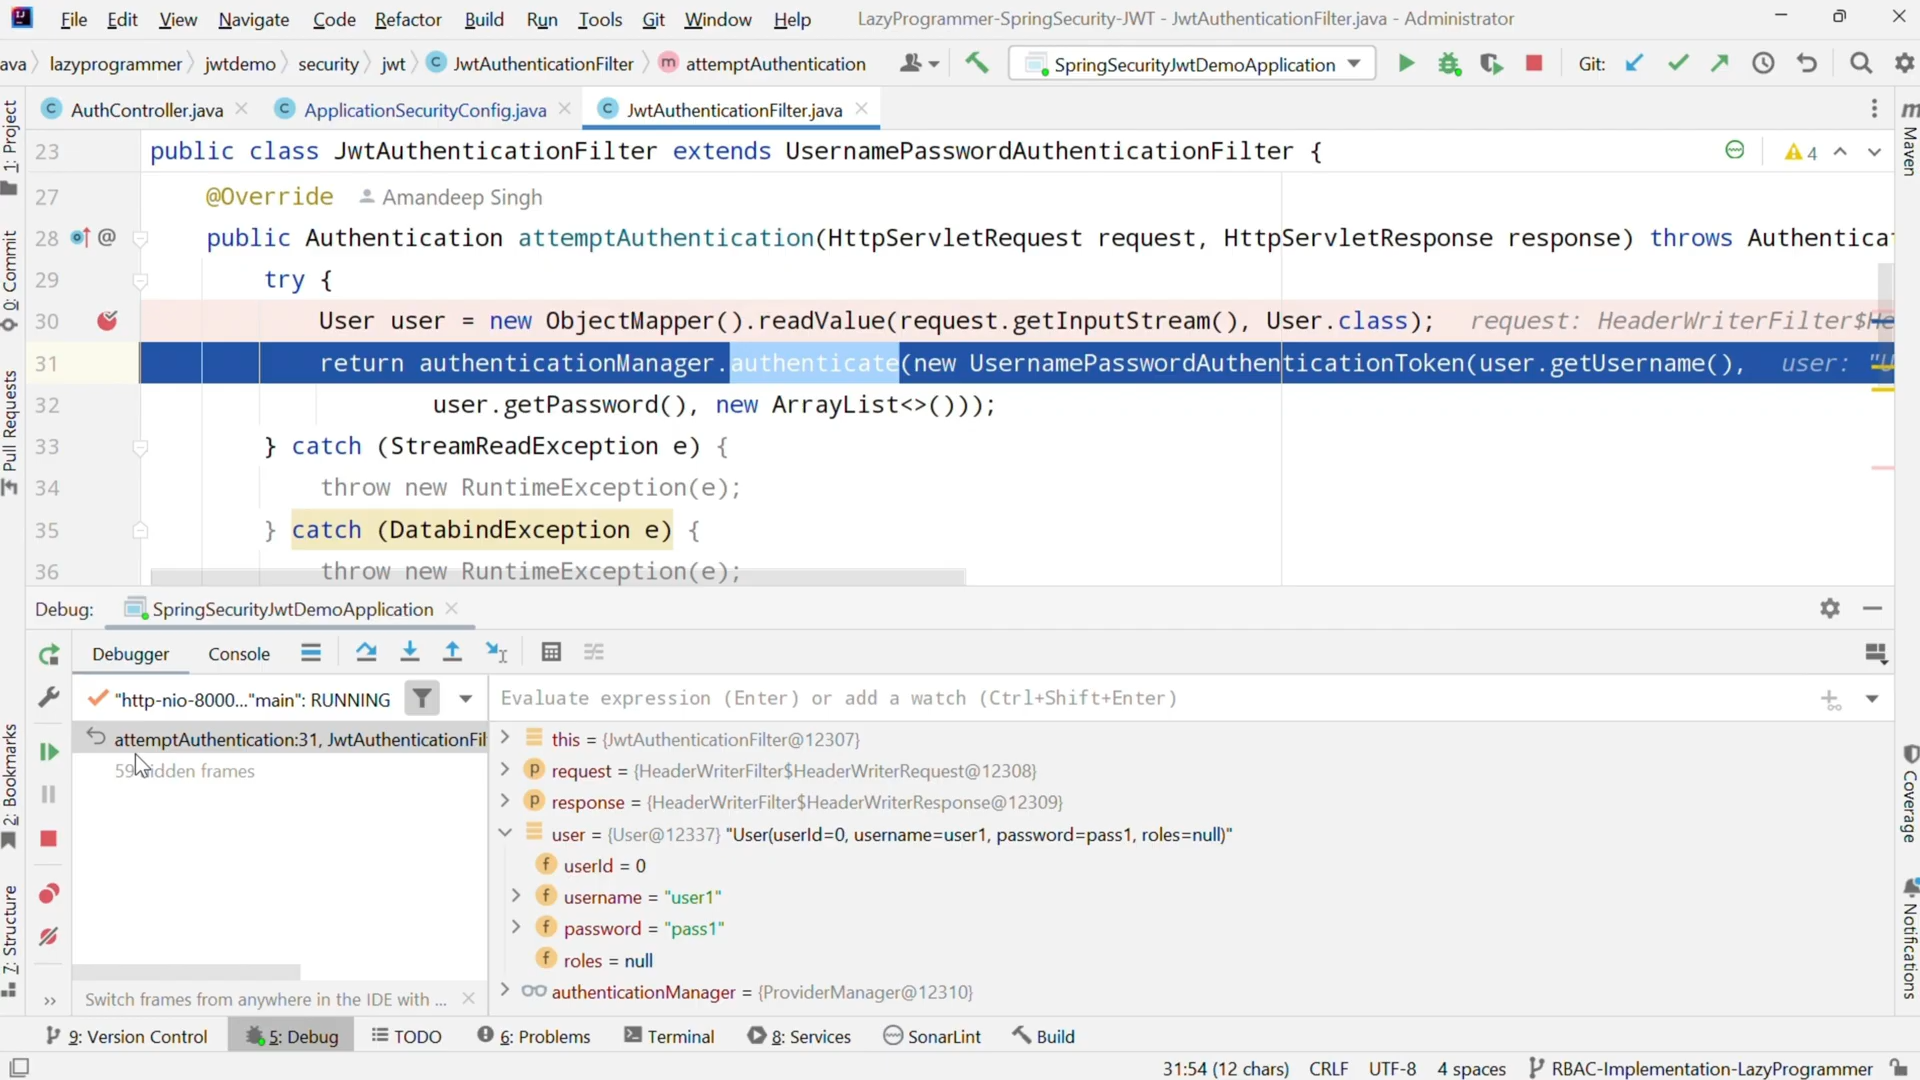 File Edit View Navigate Code Refactor Build Run Tools Git Window Help LazyProgrammer-SpringSecurity-JWT - JwtAuthenticationFilter.java - Administrator
ava lazyprogrammer jwtdemo security jwt C JwtAuthenticationFilter m attemptAuthentication SpringSecurityJwtDemoApplication Git:
C AuthController.java C ApplicationSecurityConfig.java C JwtAuthenticationFilter.java
1: Project
0: Commit
Pull Requests
2: Bookmarks
7: Structure
23 public class JwtAuthenticationFilter extends UsernamePasswordAuthenticationFilter { 4
27 @Override Amandeep Singh
28 @ public Authentication attemptAuthentication(HttpServletRequest request, HttpServletResponse response) throws Authentica
29 try {
30 User user = new ObjectMapper().readValue(request.getInputStream(), User.class); request: HeaderWriterFilter$He
31 return authenticationManager.authenticate(new UsernamePasswordAuthenticationToken(user.getUsername(), user: "U
32 user.getPassword(), new ArrayList<>()));
33 } catch (StreamReadException e) {
34 throw new RuntimeException(e);
35 } catch (DatabindException e) {
36 throw new RuntimeException(e);
Debug: SpringSecurityJwtDemoApplication
Debugger Console
"http-nio-8000..."main": RUNNING
attemptAuthentication:31, JwtAuthenticationFil
59 hidden frames
Switch frames from anywhere in the IDE with ...
Evaluate expression (Enter) or add a watch (Ctrl+Shift+Enter)
this = {JwtAuthenticationFilter@12307}
p request = {HeaderWriterFilter$HeaderWriterRequest@12308}
p response = {HeaderWriterFilter$HeaderWriterResponse@12309}
user = {User@12337} "User(userId=0, username=user1, password=pass1, roles=null)"
f userId = 0
f username = "user1"
f password = "pass1"
f roles = null
authenticationManager = {ProviderManager@12310}
m Maven
Coverage
Notifications
9: Version Control 5: Debug TODO 6: Problems Terminal 8: Services SonarLint Build
31:54 (12 chars) CRLF UTF-8 4 spaces RBAC-Implementation-LazyProgrammer